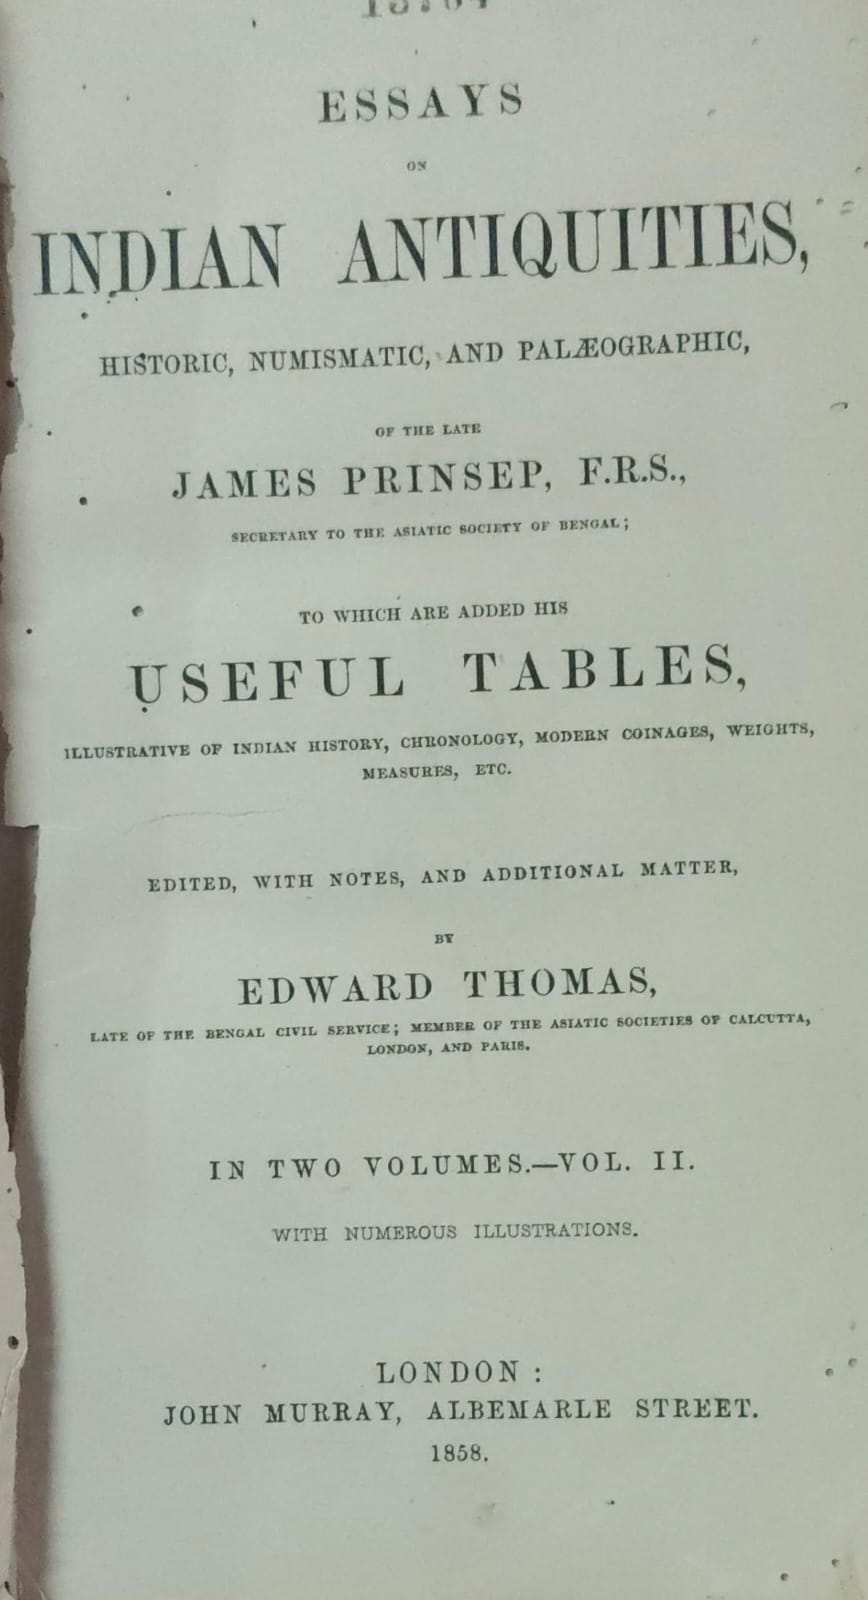 ESSAYS
ON
INDIAN ANTIQUITIES,
HISTORIC, NUMISMATIC, AND PALÆOGRAPHIC,
OF THE LATE
JAMES PRINSEP, F.R.S.,
SECRETARY TO THE ASIATIC SOCIETY OF BENGAL;
TO WHICH ARE ADDED HIS
USEFUL TABLES,
ILLUSTRATIVE OF INDIAN HISTORY, CHRONOLOGY, MODERN COINAGES, WEIGHTS,
MEASURES, ETC.
EDITED, WITH NOTES, AND ADDITIONAL MATTER,
BY
EDWARD THOMAS,
LATE OF THE BENGAL CIVIL SERVICE; MEMBER OF THE ASIATIC SOCIETIES OF CALCUTTA,
LONDON, AND PARIS.
IN TWO VOLUMES.—VOL. II.
WITH NUMEROUS ILLUSTRATIONS.
LONDON:
JOHN MURRAY, ALBEMARLE STREET.
1858.